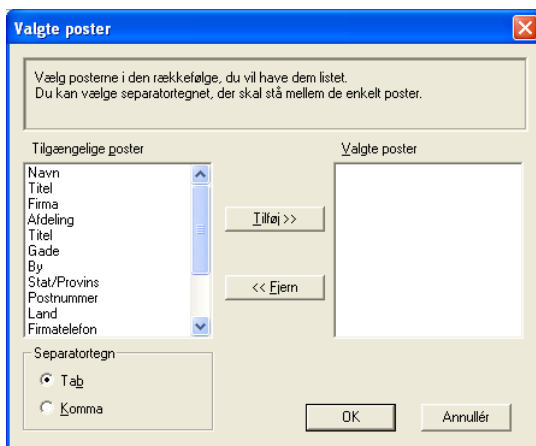 Valgte poster
Vælg posterne i den rækkefølge, du vil have dem listet.
Du kan vælge separatortegnet, der skal stå mellem de enkelt poster.
Tilgængelige poster
Navn
Titel
Firma
Afdeling
Titel
Gade
By
Stat/Provins
Postnummer
Land
Firmatelefon
Tilføj >>
<< Fjern
Valgte poster
Separatortegn
Tab
Komma
OK
Annullér